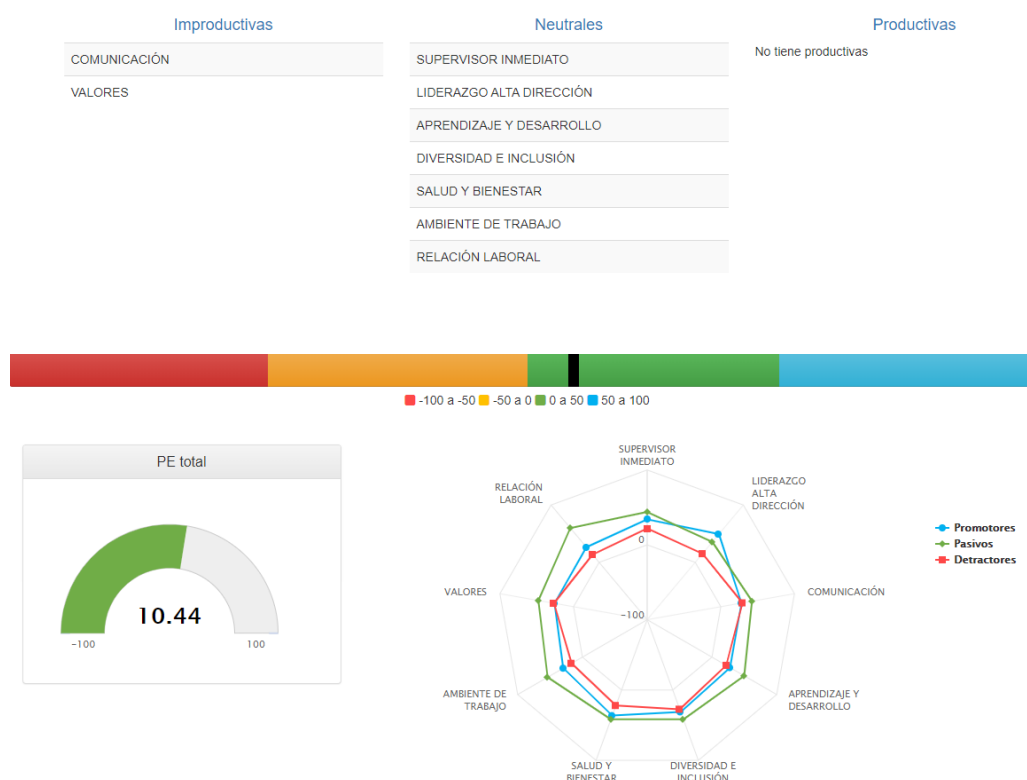 Improductivas
COMUNICACIÓN
VALORES
Neutrales
SUPERVISOR INMEDIATO
LIDERAZGO ALTA DIRECCIÓN
APRENDIZAJE Y DESARROLLO
DIVERSIDAD E INCLUSIÓN
SALUD Y BIENESTAR
AMBIENTE DE TRABAJO
RELACIÓN LABORAL
Productivas
No tiene productivas
-100 a -50 -50 a 0 0 a 50 50 a 100
PE total
10.44
-100 100
SUPERVISOR
INMEDIATO
LIDERAZGO
ALTA
DIRECCIÓN
COMUNICACIÓN
APRENDIZAJE Y
DESARROLLO
DIVERSIDAD E
INCLUSIÓN
SALUD Y
BIENESTAR
AMBIENTE DE
TRABAJO
VALORES
RELACIÓN
LABORAL
0
-100
Promotores
Pasivos
Detractores